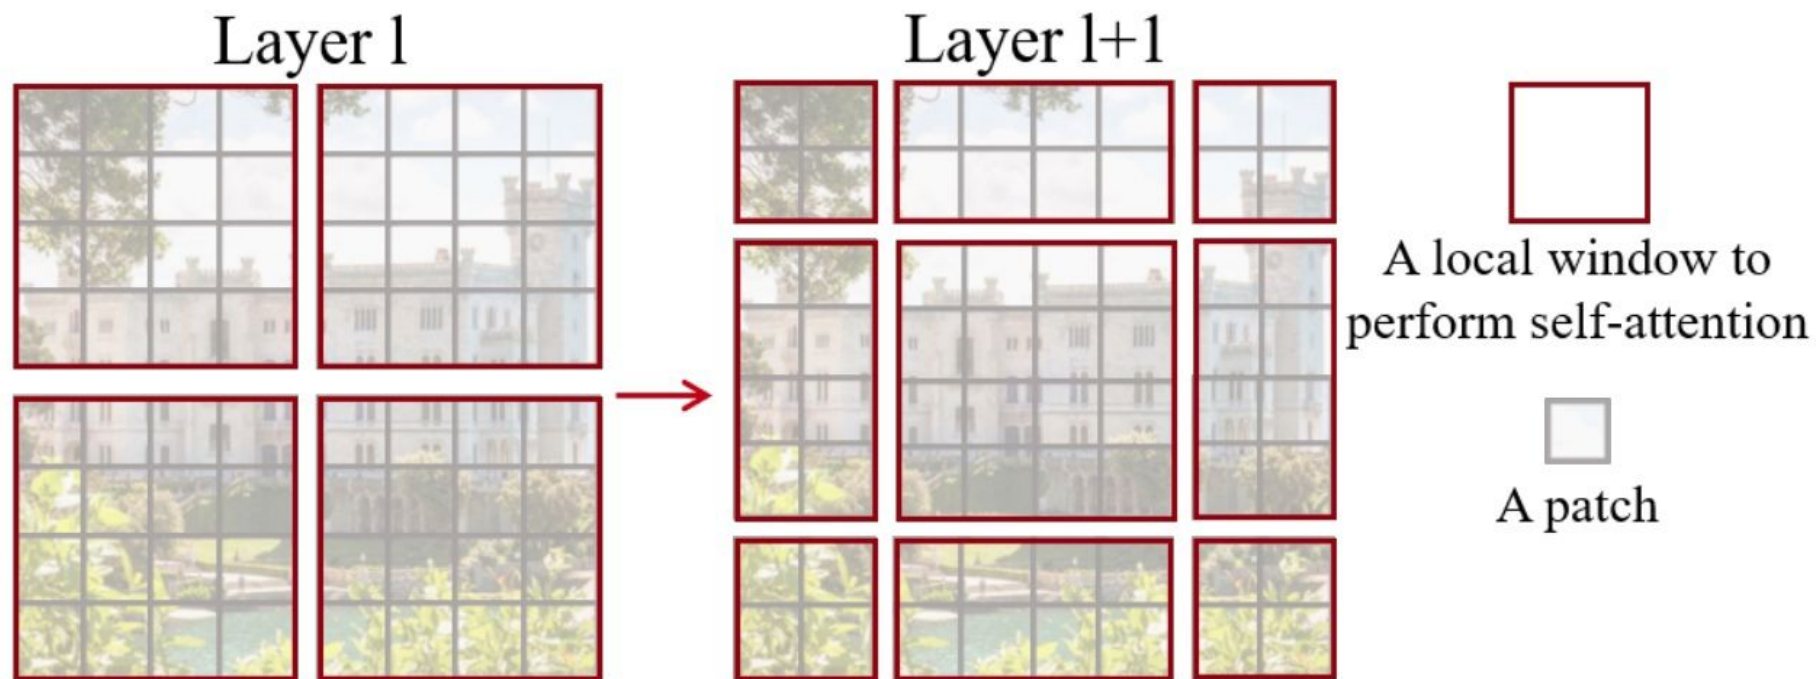 Layer l
Layer l+1
A local window to
perform self-attention
A patch